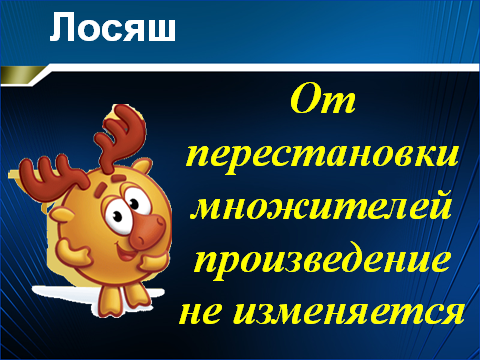 Лосяш
От
перестановки
множителей
произведение
не изменяется